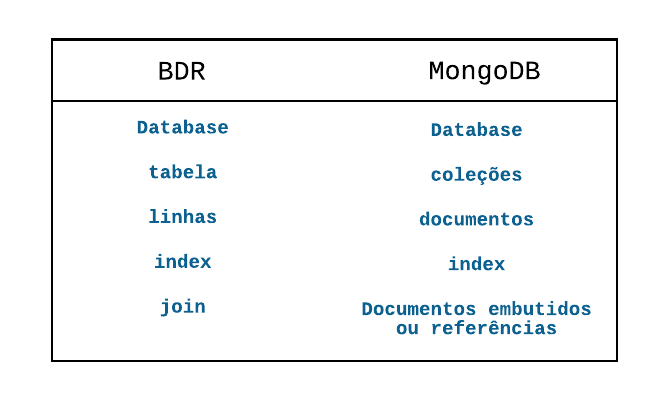 BDR MongoDB
Database Database
tabela coleções
linhas documentos
index index
join Documentos embutidos
ou referências